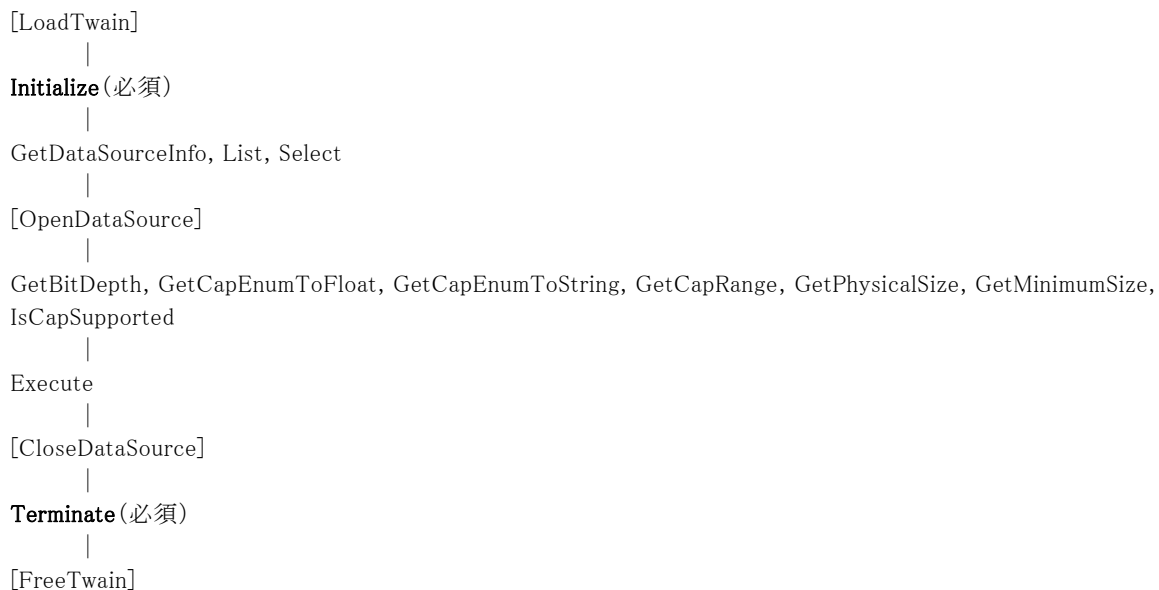 [LoadTwain]
|
Initialize(必須)
|
GetDataSourceInfo, List, Select
|
[OpenDataSource]
|
GetBitDepth, GetCapEnumToFloat, GetCapEnumToString, GetCapRange, GetPhysicalSize, GetMinimumSize,
IsCapSupported
|
Execute
|
[CloseDataSource]
|
Terminate(必須)
|
[FreeTwain]